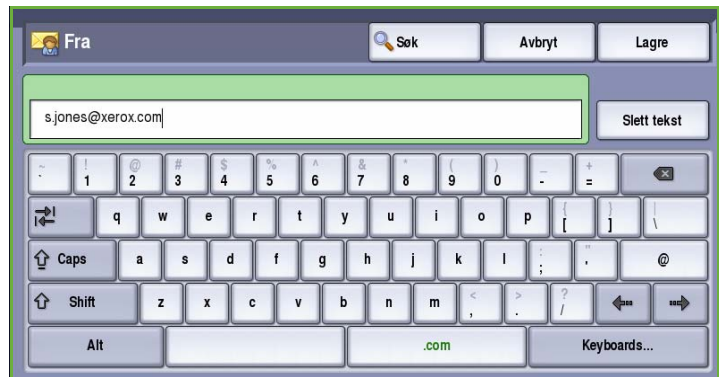 Fra Søk Avbryt Lagre
s.jones@xerox.com Slett tekst
~ ` ! 1 @ 2 # 3 $ 4 % 5 ^ 6 & 7 * 8 ( 9 ) 0 _ - + =
q w e r t y u i o p { [ } ] | \
Caps a s d f g h j k l : ; " ' @
Shift z x c v b n m < , > . ? /
Alt .com Keyboards...